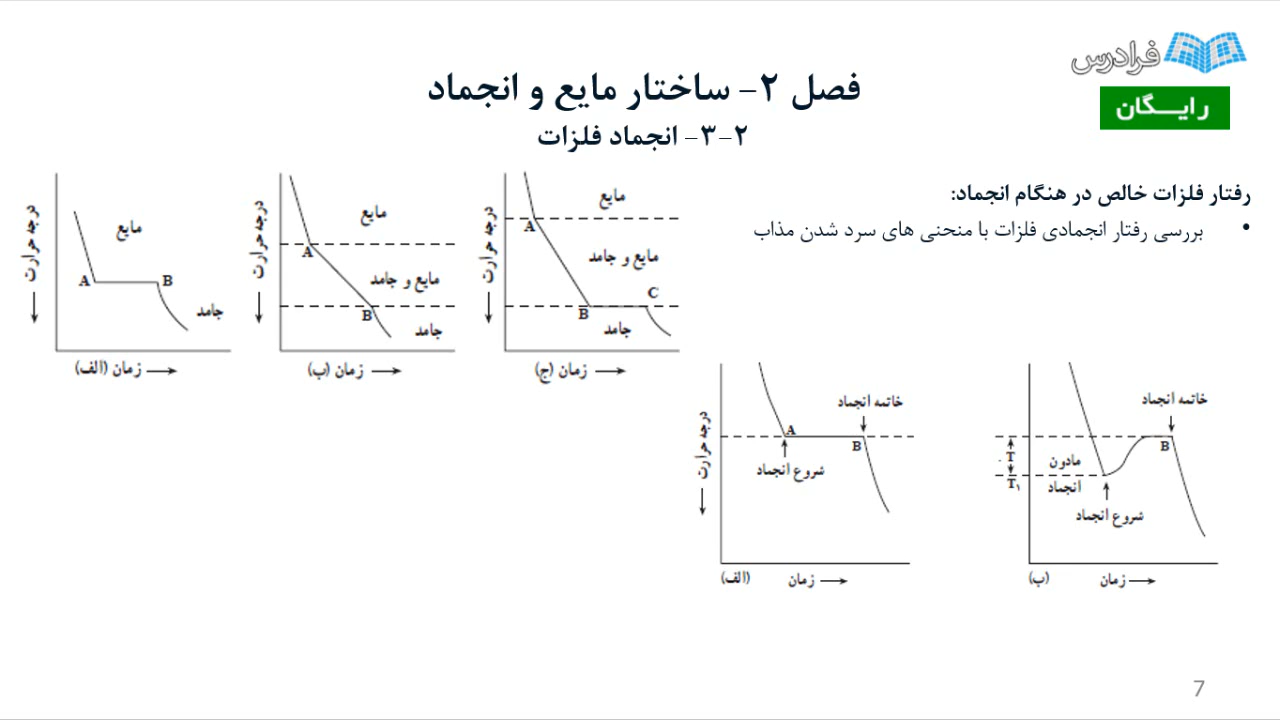 فرادرس
رایـــگان
فصل ۲- ساختار مایع و انجماد
۲-۳- انجماد فلزات
رفتار فلزات خالص در هنگام انجماد:
• بررسی رفتار انجمادی فلزات با منحنی های سرد شدن مذاب
درجه حرارت
مایع
A
B
جامد
زمان (الف)
درجه حرارت
مایع
A
مایع و جامد
B
جامد
زمان (ب)
درجه حرارت
مایع
A
مایع و جامد
C
B
جامد
زمان (ج)
درجه حرارت
خاتمه انجماد
A
B
شروع انجماد
(الف)
زمان
خاتمه انجماد
B
T
مادون
T₁
انجماد
شروع انجماد
(ب)
زمان
7